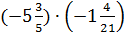 (-5 3/5) · (-1 4/21)